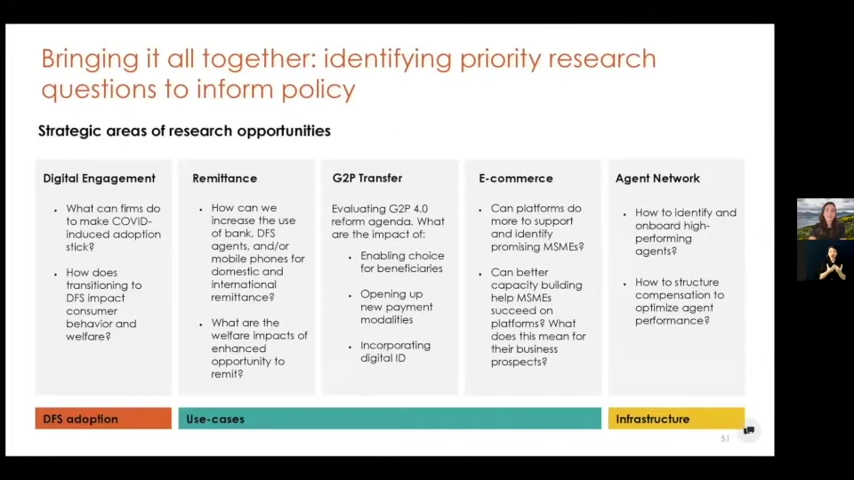 Bringing it all together: identifying priority research
questions to inform policy
Strategic areas of research opportunities
Digital Engagement
• What can firms do
to make COVID-
induced adoption
stick?
• How does
transitioning to
DFS impact
consumer
behavior and
welfare?
Remittance
• How can we
increase the use
of bank, DFS
agents, and/or
mobile phones for
domestic and
international
remittance?
• What are the
welfare impacts of
enhanced
opportunity to
remit?
G2P Transfer
Evaluating G2P 4.0
reform agenda. What
are the impact of:
• Enabling choice
for beneficiaries
• Opening up
new payment
modalities
• Incorporating
digital ID
E-commerce
• Can platforms do
more to support
and identify
promising MSMEs?
• Can better
capacity building
help MSMEs
succeed on
platforms? What
does this mean for
their business
prospects?
Agent Network
• How to identify and
onboard high-
performing
agents?
• How to structure
compensation to
optimize agent
performance?
DFS adoption
Use-cases
Infrastructure
51